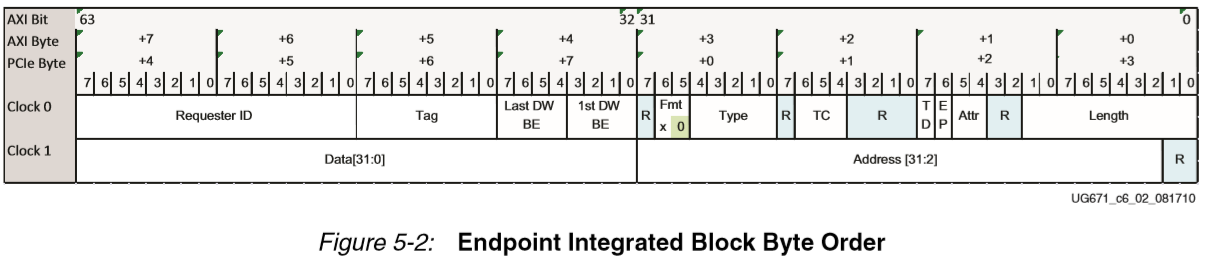 AXI Bit 63 32 31 0
AXI Byte +7 +6 +5 +4 +3 +2 +1 +0
PCIe Byte +4 +5 +6 +7 +0 +1 +2 +3
7 6 5 4 3 2 1 0 7 6 5 4 3 2 1 0 7 6 5 4 3 2 1 0 7 6 5 4 3 2 1 0 7 6 5 4 3 2 1 0 7 6 5 4 3 2 1 0 7 6 5 4 3 2 1 0 7 6 5 4 3 2 1 0
Clock 0 Requester ID Tag Last DW BE 1st DW BE R Fmt x 0 Type R TC R TD EP Attr R Length
Clock 1 Data[31:0] Address [31:2] R
UG671_c6_02_081710
Figure 5-2: Endpoint Integrated Block Byte Order